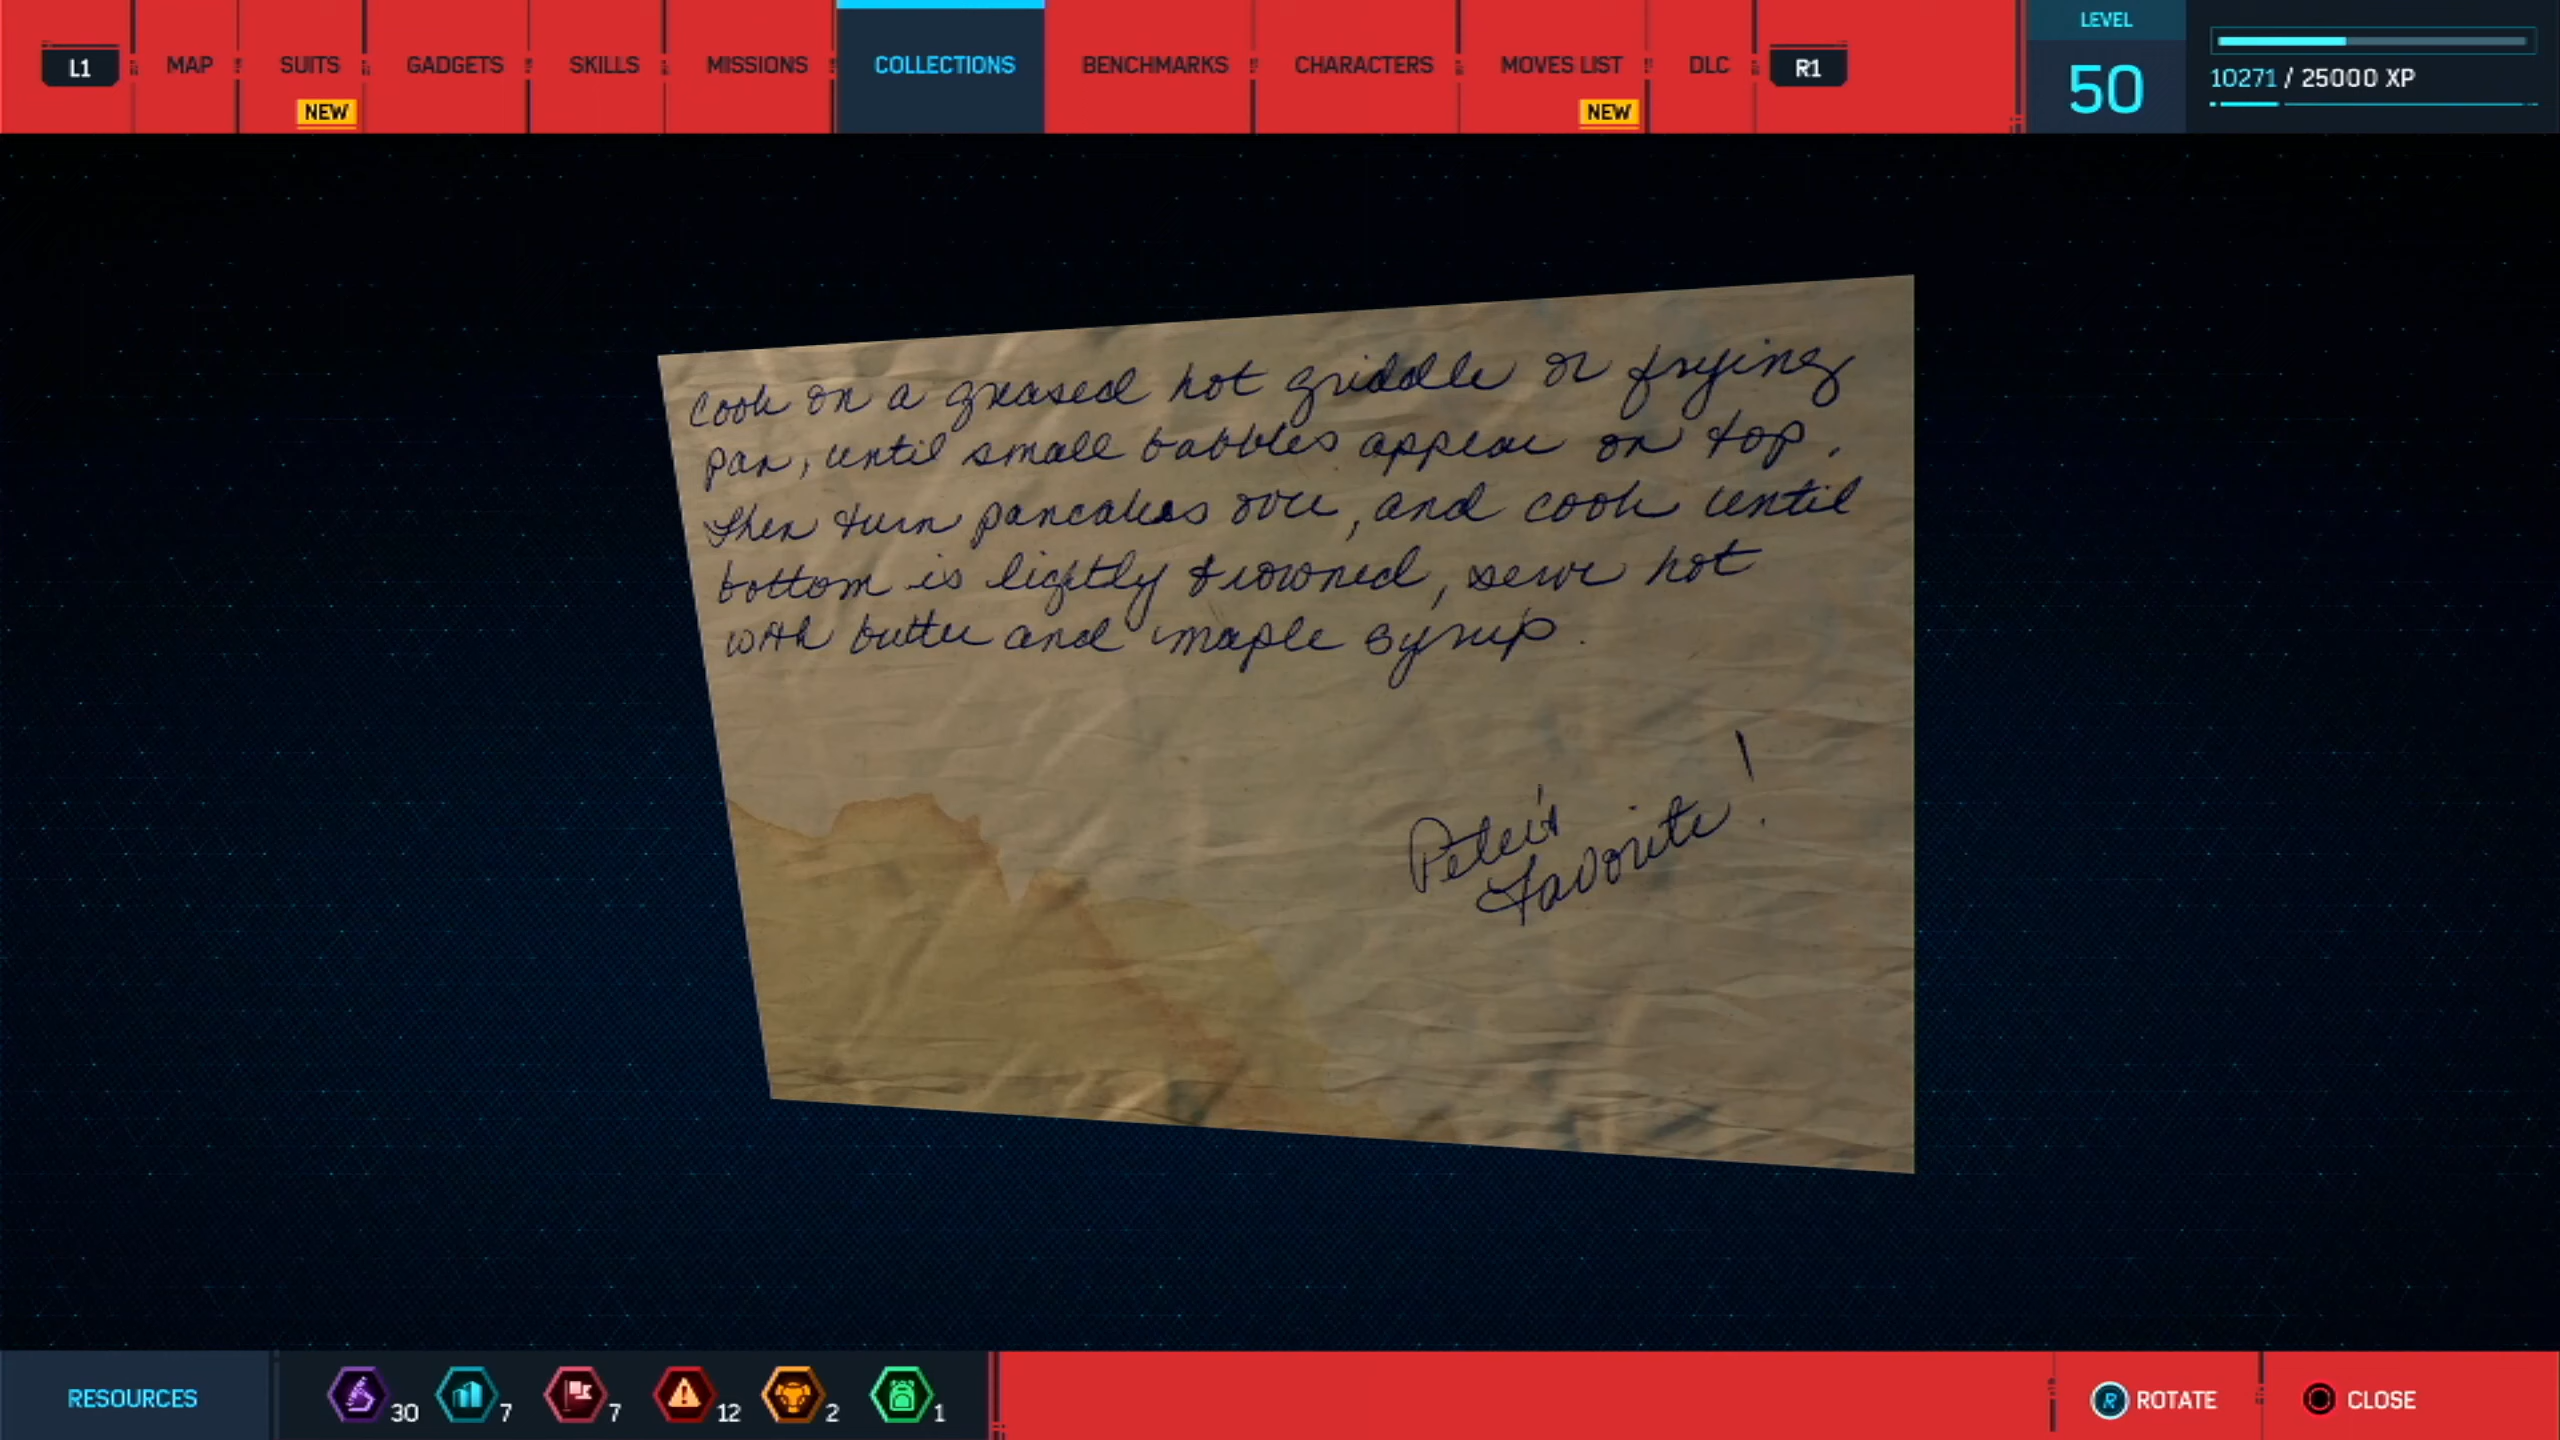 L1 MAP SUITS GADGETS SKILLS MISSIONS COLLECTIONS BENCHMARKS CHARACTERS MOVES LIST DLC R1
NEW NEW
LEVEL
50
10271 / 25000 XP
Cook on a greased hot griddle or frying
pan, until small bubbles appear on top.
Then turn pancakes over, and cook until
bottom is lightly browned, serve hot
with butter and maple syrup.
Peter's
favorite!
RESOURCES 30 7 7 12 2 1
R ROTATE CLOSE